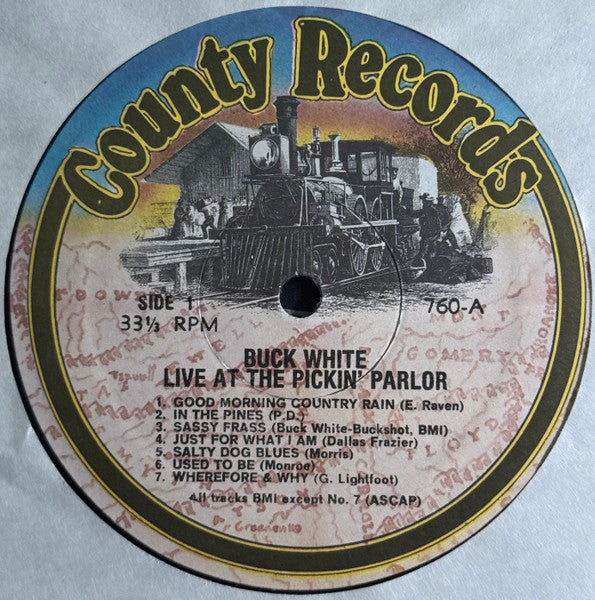 County Records
SIDE 1
33⅓ RPM
760-A
BUCK WHITE
LIVE AT THE PICKIN' PARLOR
1. GOOD MORNING COUNTRY RAIN (E. Raven)
2. IN THE PINES (P.D.)
3. SASSY FRASS (Buck White-Buckshot, BMI)
4. JUST FOR WHAT I AM (Dallas Frazier)
5. SALTY DOG BLUES (Morris)
6. USED TO BE (Monroe)
7. WHEREFORE & WHY (G. Lightfoot)
All tracks BMI except No. 7 (ASCAP)
GOMERY
FLOYD